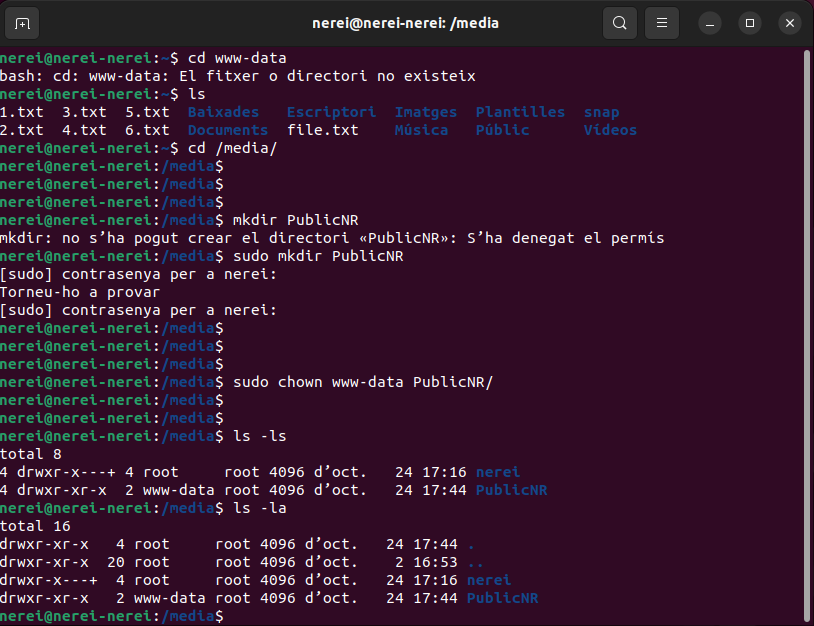 nerei@nerei-nerei: /media
nerei@nerei-nerei:~$ cd www-data
bash: cd: www-data: El fitxer o directori no existeix
nerei@nerei-nerei:~$ ls
1.txt  3.txt  5.txt  Baixades   Escriptori  Imatges  Plantilles  snap
2.txt  4.txt  6.txt  Documents  file.txt    Música   Públic      Vídeos
nerei@nerei-nerei:~$ cd /media/
nerei@nerei-nerei:/media$
nerei@nerei-nerei:/media$
nerei@nerei-nerei:/media$
nerei@nerei-nerei:/media$ mkdir PublicNR
mkdir: no s’ha pogut crear el directori «PublicNR»: S’ha denegat el permís
nerei@nerei-nerei:/media$ sudo mkdir PublicNR
[sudo] contrasenya per a nerei:
Torneu-ho a provar
[sudo] contrasenya per a nerei:
nerei@nerei-nerei:/media$
nerei@nerei-nerei:/media$
nerei@nerei-nerei:/media$
nerei@nerei-nerei:/media$ sudo chown www-data PublicNR/
nerei@nerei-nerei:/media$
nerei@nerei-nerei:/media$
nerei@nerei-nerei:/media$ ls -ls
total 8
4 drwxr-x---+ 4 root     root 4096 d’oct.   24 17:16 nerei
4 drwxr-xr-x  2 www-data root 4096 d’oct.   24 17:44 PublicNR
nerei@nerei-nerei:/media$ ls -la
total 16
drwxr-xr-x   4 root     root 4096 d’oct.   24 17:44 .
drwxr-xr-x  20 root     root 4096 d’oct.    2 16:53 ..
drwxr-x---+  4 root     root 4096 d’oct.   24 17:16 nerei
drwxr-xr-x   2 www-data root 4096 d’oct.   24 17:44 PublicNR
nerei@nerei-nerei:/media$